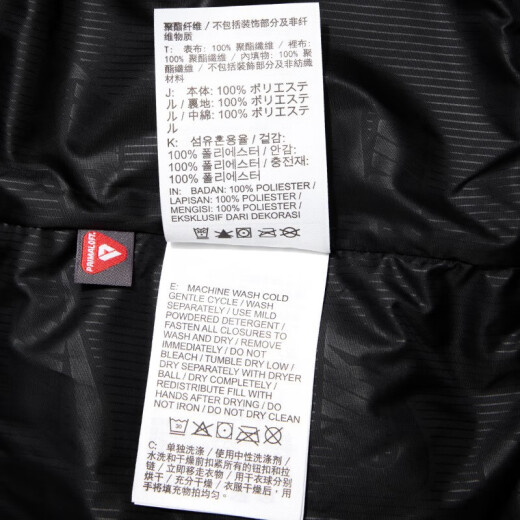 聚酯纤维 / 不包括装饰部分及非纤
维物质
T: 表布: 100% 聚酯纖維 / 裡布:
100% 聚酯纖維 / 內填物: 100% 聚
酯纖維 / 不包括裝飾部分及非紡織
材料
J: 本体: 100% ポリエステ
ル / 裏地: 100% ポリエステ
ル / 中綿: 100% ポリエステ
ル
K: 섬유혼용율 / 겉감:
100% 폴리에스터 / 안감:
100% 폴리에스터 / 충전재:
100% 폴리에스터
IN: BADAN: 100% POLIESTER /
LAPISAN: 100% POLIESTER /
MENGISI: 100% POLIESTER /
EKSKLUSIF DARI DEKORASI
PRIMALOFT
E: MACHINE WASH COLD
GENTLE CYCLE / WASH
SEPARATELY / USE MILD
POWDERED DETERGENT /
FASTEN ALL CLOSURES TO
WASH AND DRY / REMOVE
IMMEDIATELY / DO NOT
BLEACH / TUMBLE DRY LOW /
DRY SEPARATELY WITH DRYER
BALL / DRY COMPLETELY /
REDISTRIBUTE FILL WITH
HANDS AFTER DRYING / DO
NOT IRON / DO NOT DRY CLEAN
C: 单独洗涤 / 使用中性洗涤剂 /
水洗和干燥前扣紧所有的钮扣和拉
链 / 立即移走衣物 / 用衣球分别
烘干 / 充分干燥 / 衣服干燥后, 用
手将填充物拍均匀.